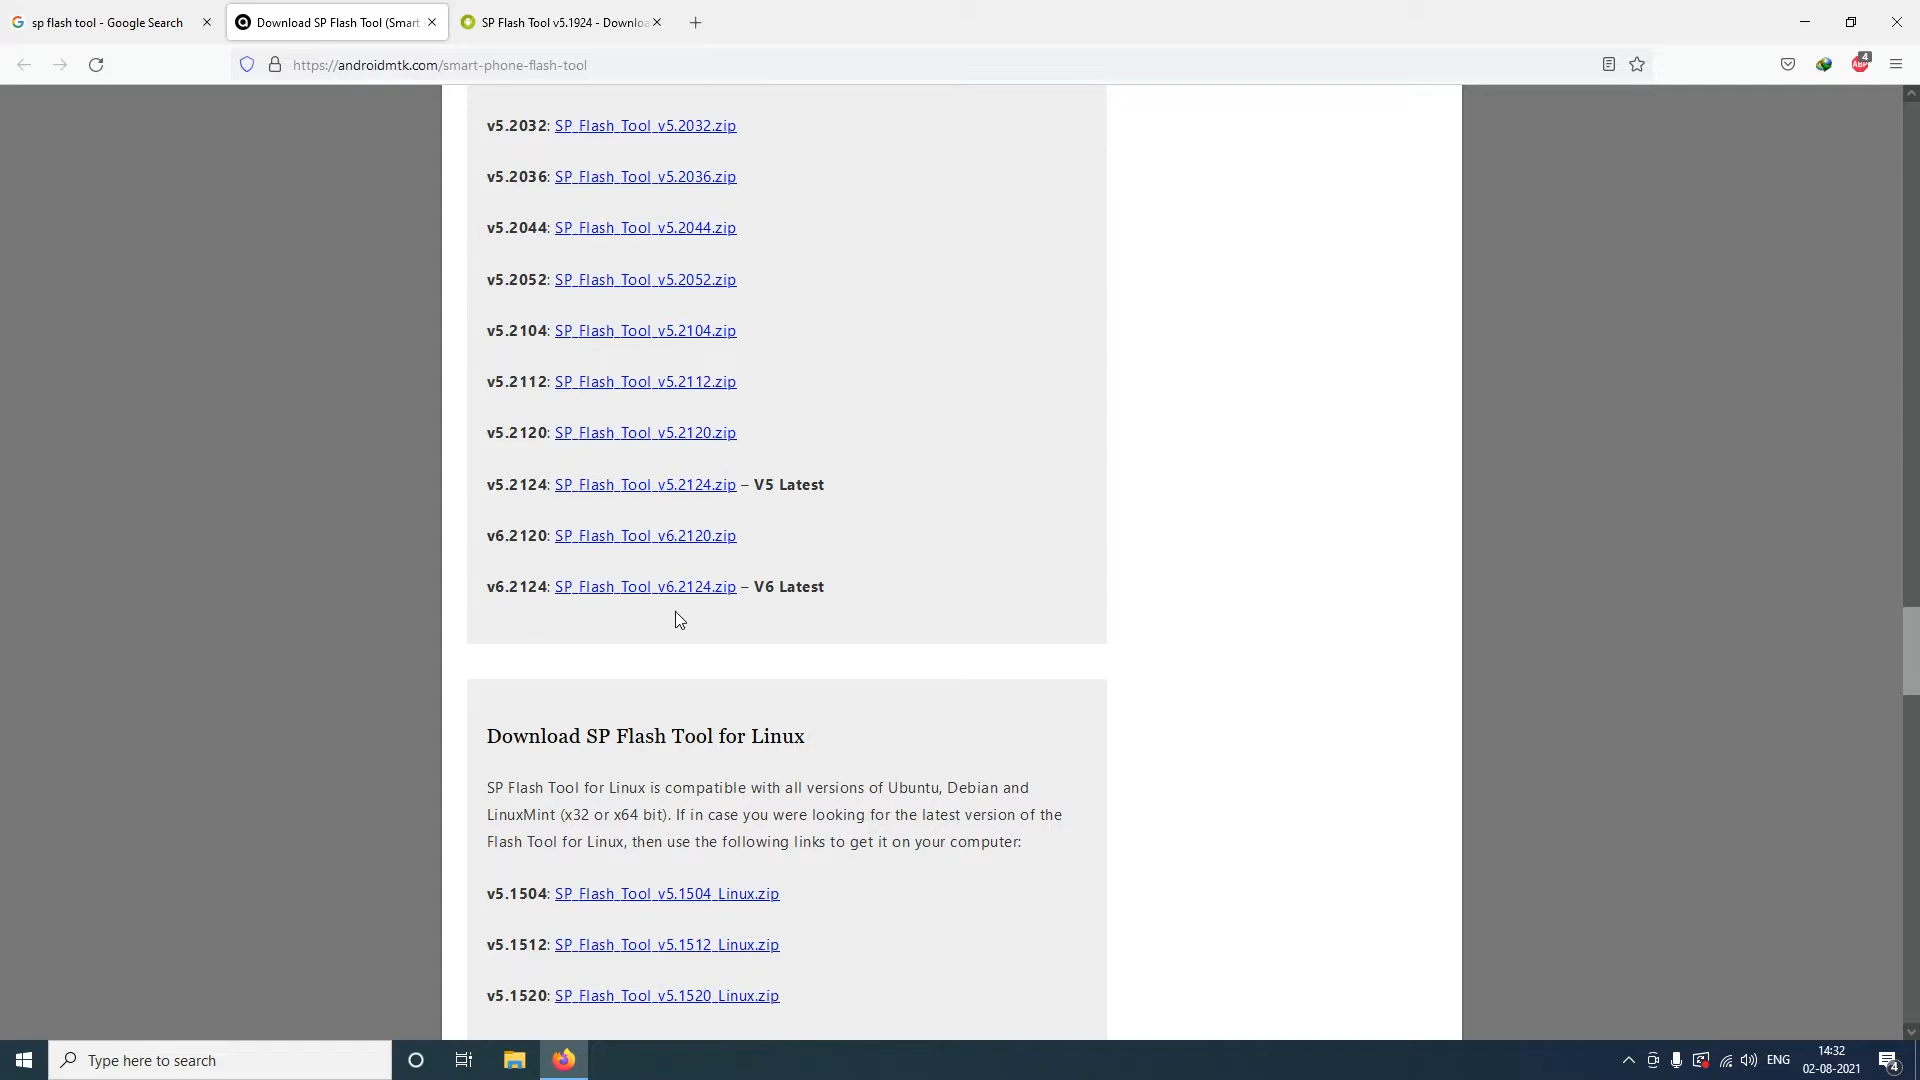 sp flash tool - Google Search
Download SP Flash Tool (Smart
SP Flash Tool v5.1924 - Downlo
https://androidmtk.com/smart-phone-flash-tool
ABP
4
v5.2032: SP_Flash_Tool_v5.2032.zip
v5.2036: SP_Flash_Tool_v5.2036.zip
v5.2044: SP_Flash_Tool_v5.2044.zip
v5.2052: SP_Flash_Tool_v5.2052.zip
v5.2104: SP_Flash_Tool_v5.2104.zip
v5.2112: SP_Flash_Tool_v5.2112.zip
v5.2120: SP_Flash_Tool_v5.2120.zip
v5.2124: SP_Flash_Tool_v5.2124.zip – V5 Latest
v6.2120: SP_Flash_Tool_v6.2120.zip
v6.2124: SP_Flash_Tool_v6.2124.zip – V6 Latest
Download SP Flash Tool for Linux
SP Flash Tool for Linux is compatible with all versions of Ubuntu, Debian and
LinuxMint (x32 or x64 bit). If in case you were looking for the latest version of the
Flash Tool for Linux, then use the following links to get it on your computer:
v5.1504: SP_Flash_Tool_v5.1504_Linux.zip
v5.1512: SP_Flash_Tool_v5.1512_Linux.zip
v5.1520: SP_Flash_Tool_v5.1520_Linux.zip
Type here to search
ENG
14:32
02-08-2021
4